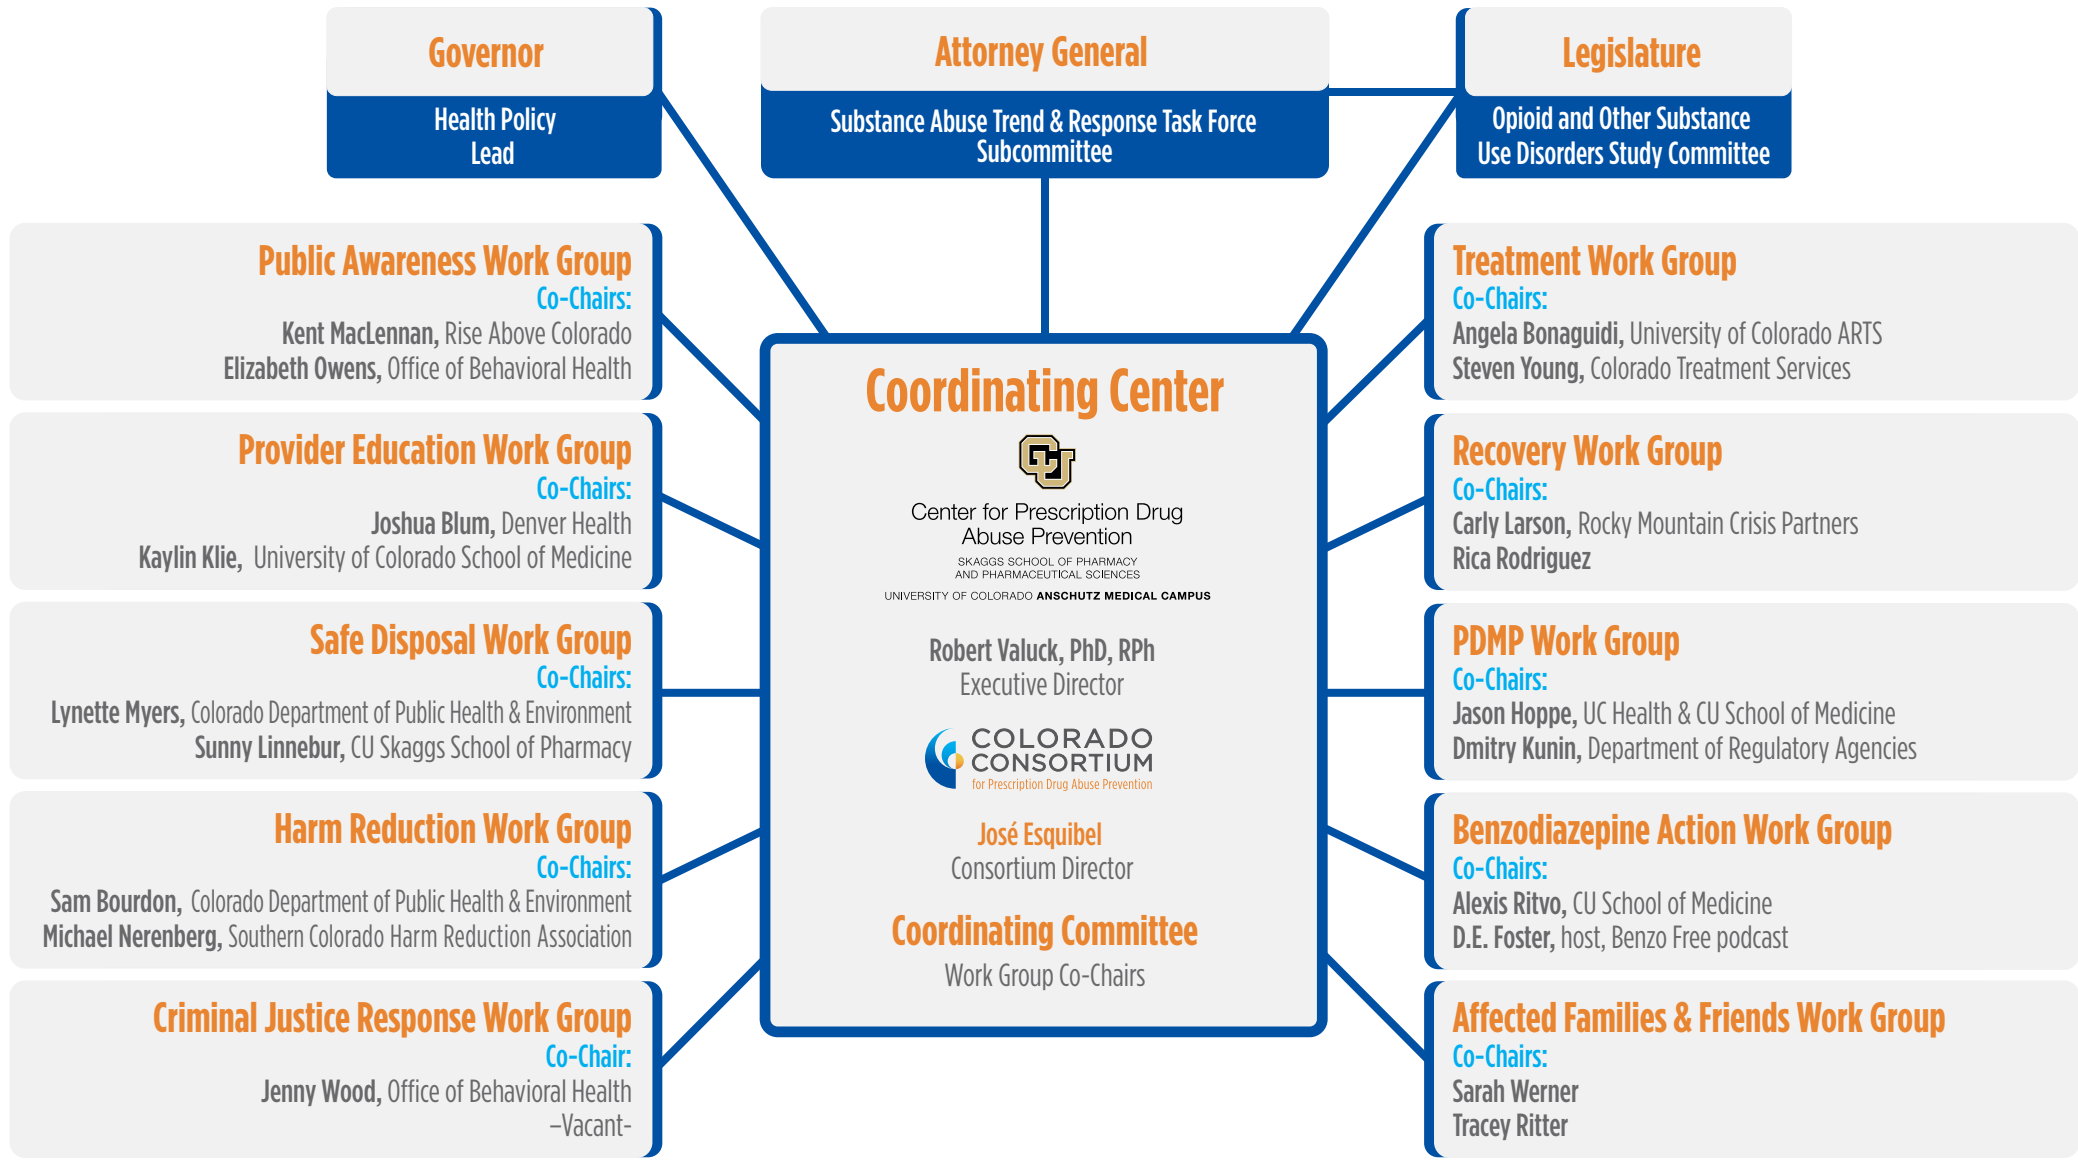 Governor
Health Policy
Lead
Attorney General
Substance Abuse Trend & Response Task Force
Subcommittee
Legislature
Opioid and Other Substance
Use Disorders Study Committee
Public Awareness Work Group
Co-Chairs:
Kent MacLennan, Rise Above Colorado
Elizabeth Owens, Office of Behavioral Health
Provider Education Work Group
Co-Chairs:
Joshua Blum, Denver Health
Kaylin Klie, University of Colorado School of Medicine
Safe Disposal Work Group
Co-Chairs:
Lynette Myers, Colorado Department of Public Health & Environment
Sunny Linnebur, CU Skaggs School of Pharmacy
Harm Reduction Work Group
Co-Chairs:
Sam Bourdon, Colorado Department of Public Health & Environment
Michael Nerenberg, Southern Colorado Harm Reduction Association
Criminal Justice Response Work Group
Co-Chair:
Jenny Wood, Office of Behavioral Health
–Vacant-
Coordinating Center
CU
Center for Prescription Drug
Abuse Prevention
SKAGGS SCHOOL OF PHARMACY
AND PHARMACEUTICAL SCIENCES
UNIVERSITY OF COLORADO ANSCHUTZ MEDICAL CAMPUS
Robert Valuck, PhD, RPh
Executive Director
COLORADO
CONSORTIUM
for Prescription Drug Abuse Prevention
José Esquibel
Consortium Director
Coordinating Committee
Work Group Co-Chairs
Treatment Work Group
Co-Chairs:
Angela Bonaguidi, University of Colorado ARTS
Steven Young, Colorado Treatment Services
Recovery Work Group
Co-Chairs:
Carly Larson, Rocky Mountain Crisis Partners
Rica Rodriguez
PDMP Work Group
Co-Chairs:
Jason Hoppe, UC Health & CU School of Medicine
Dmitry Kunin, Department of Regulatory Agencies
Benzodiazepine Action Work Group
Co-Chairs:
Alexis Ritvo, CU School of Medicine
D.E. Foster, host, Benzo Free podcast
Affected Families & Friends Work Group
Co-Chairs:
Sarah Werner
Tracey Ritter